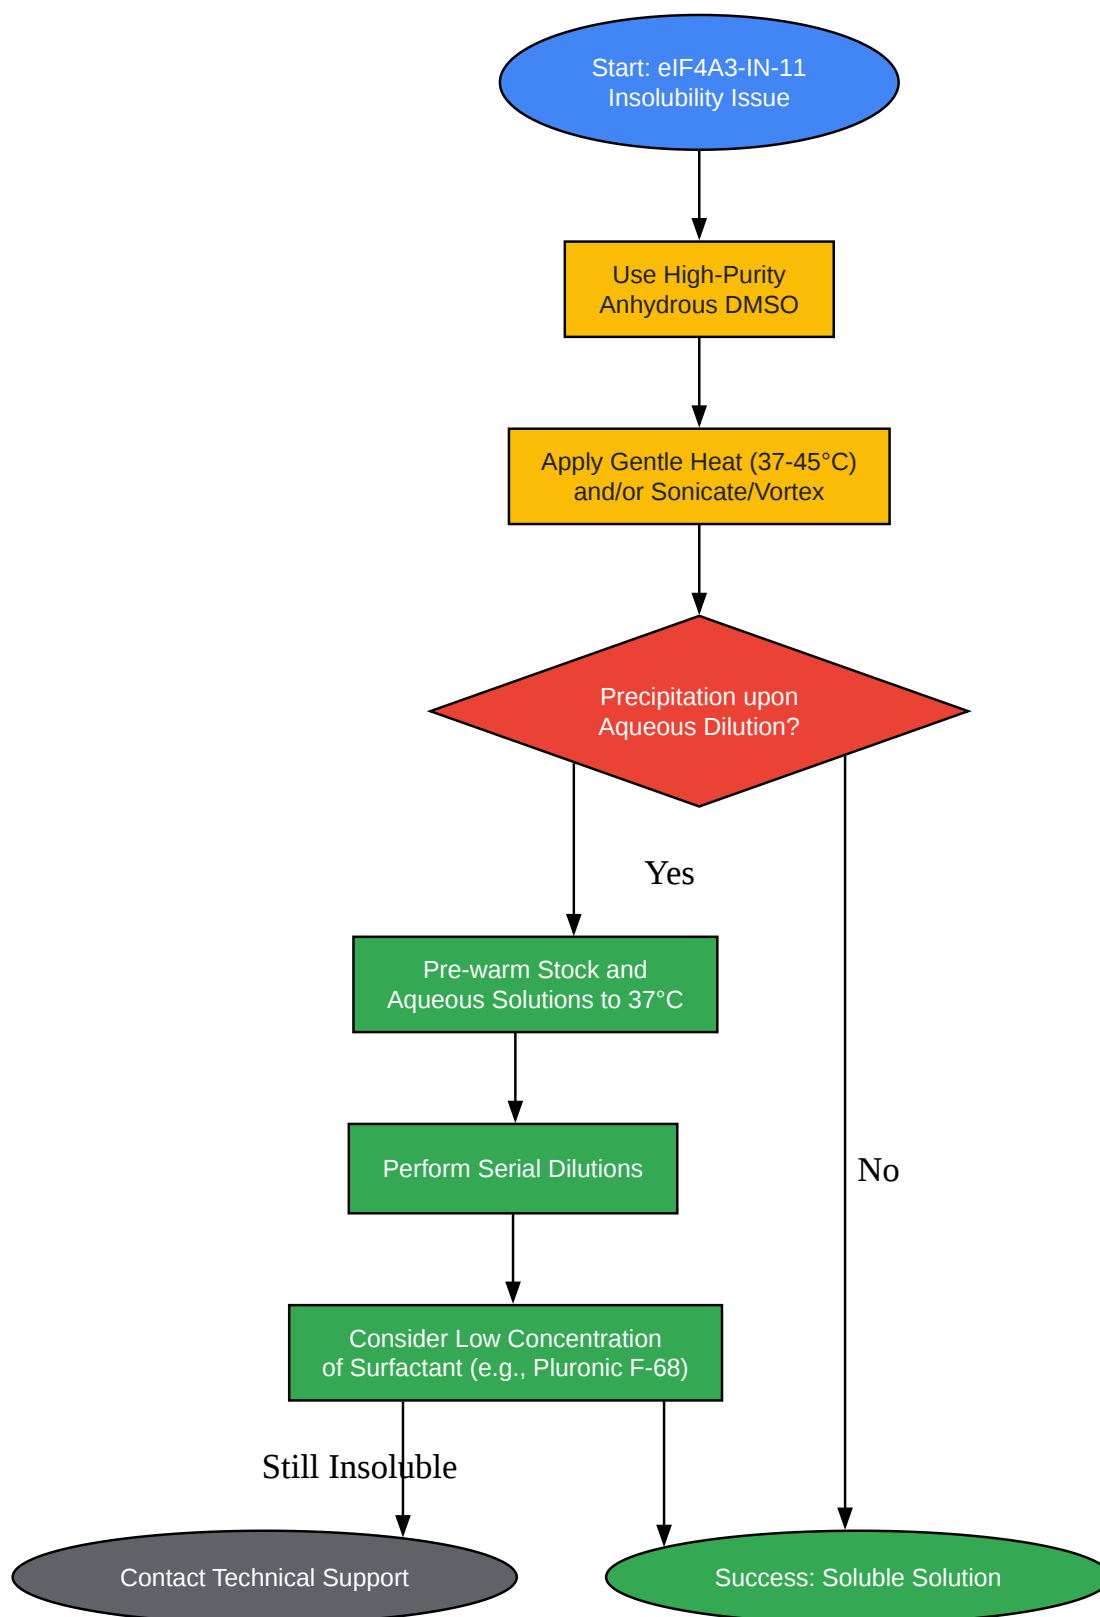 Start: eIF4A3-IN-11
Insolubility Issue
Use High-Purity
Anhydrous DMSO
Apply Gentle Heat (37-45°C)
and/or Sonicate/Vortex
Precipitation upon
Aqueous Dilution?
Yes
Pre-warm Stock and
Aqueous Solutions to 37°C
Perform Serial Dilutions
No
Consider Low Concentration
of Surfactant (e.g., Pluronic F-68)
Still Insoluble
Contact Technical Support
Success: Soluble Solution